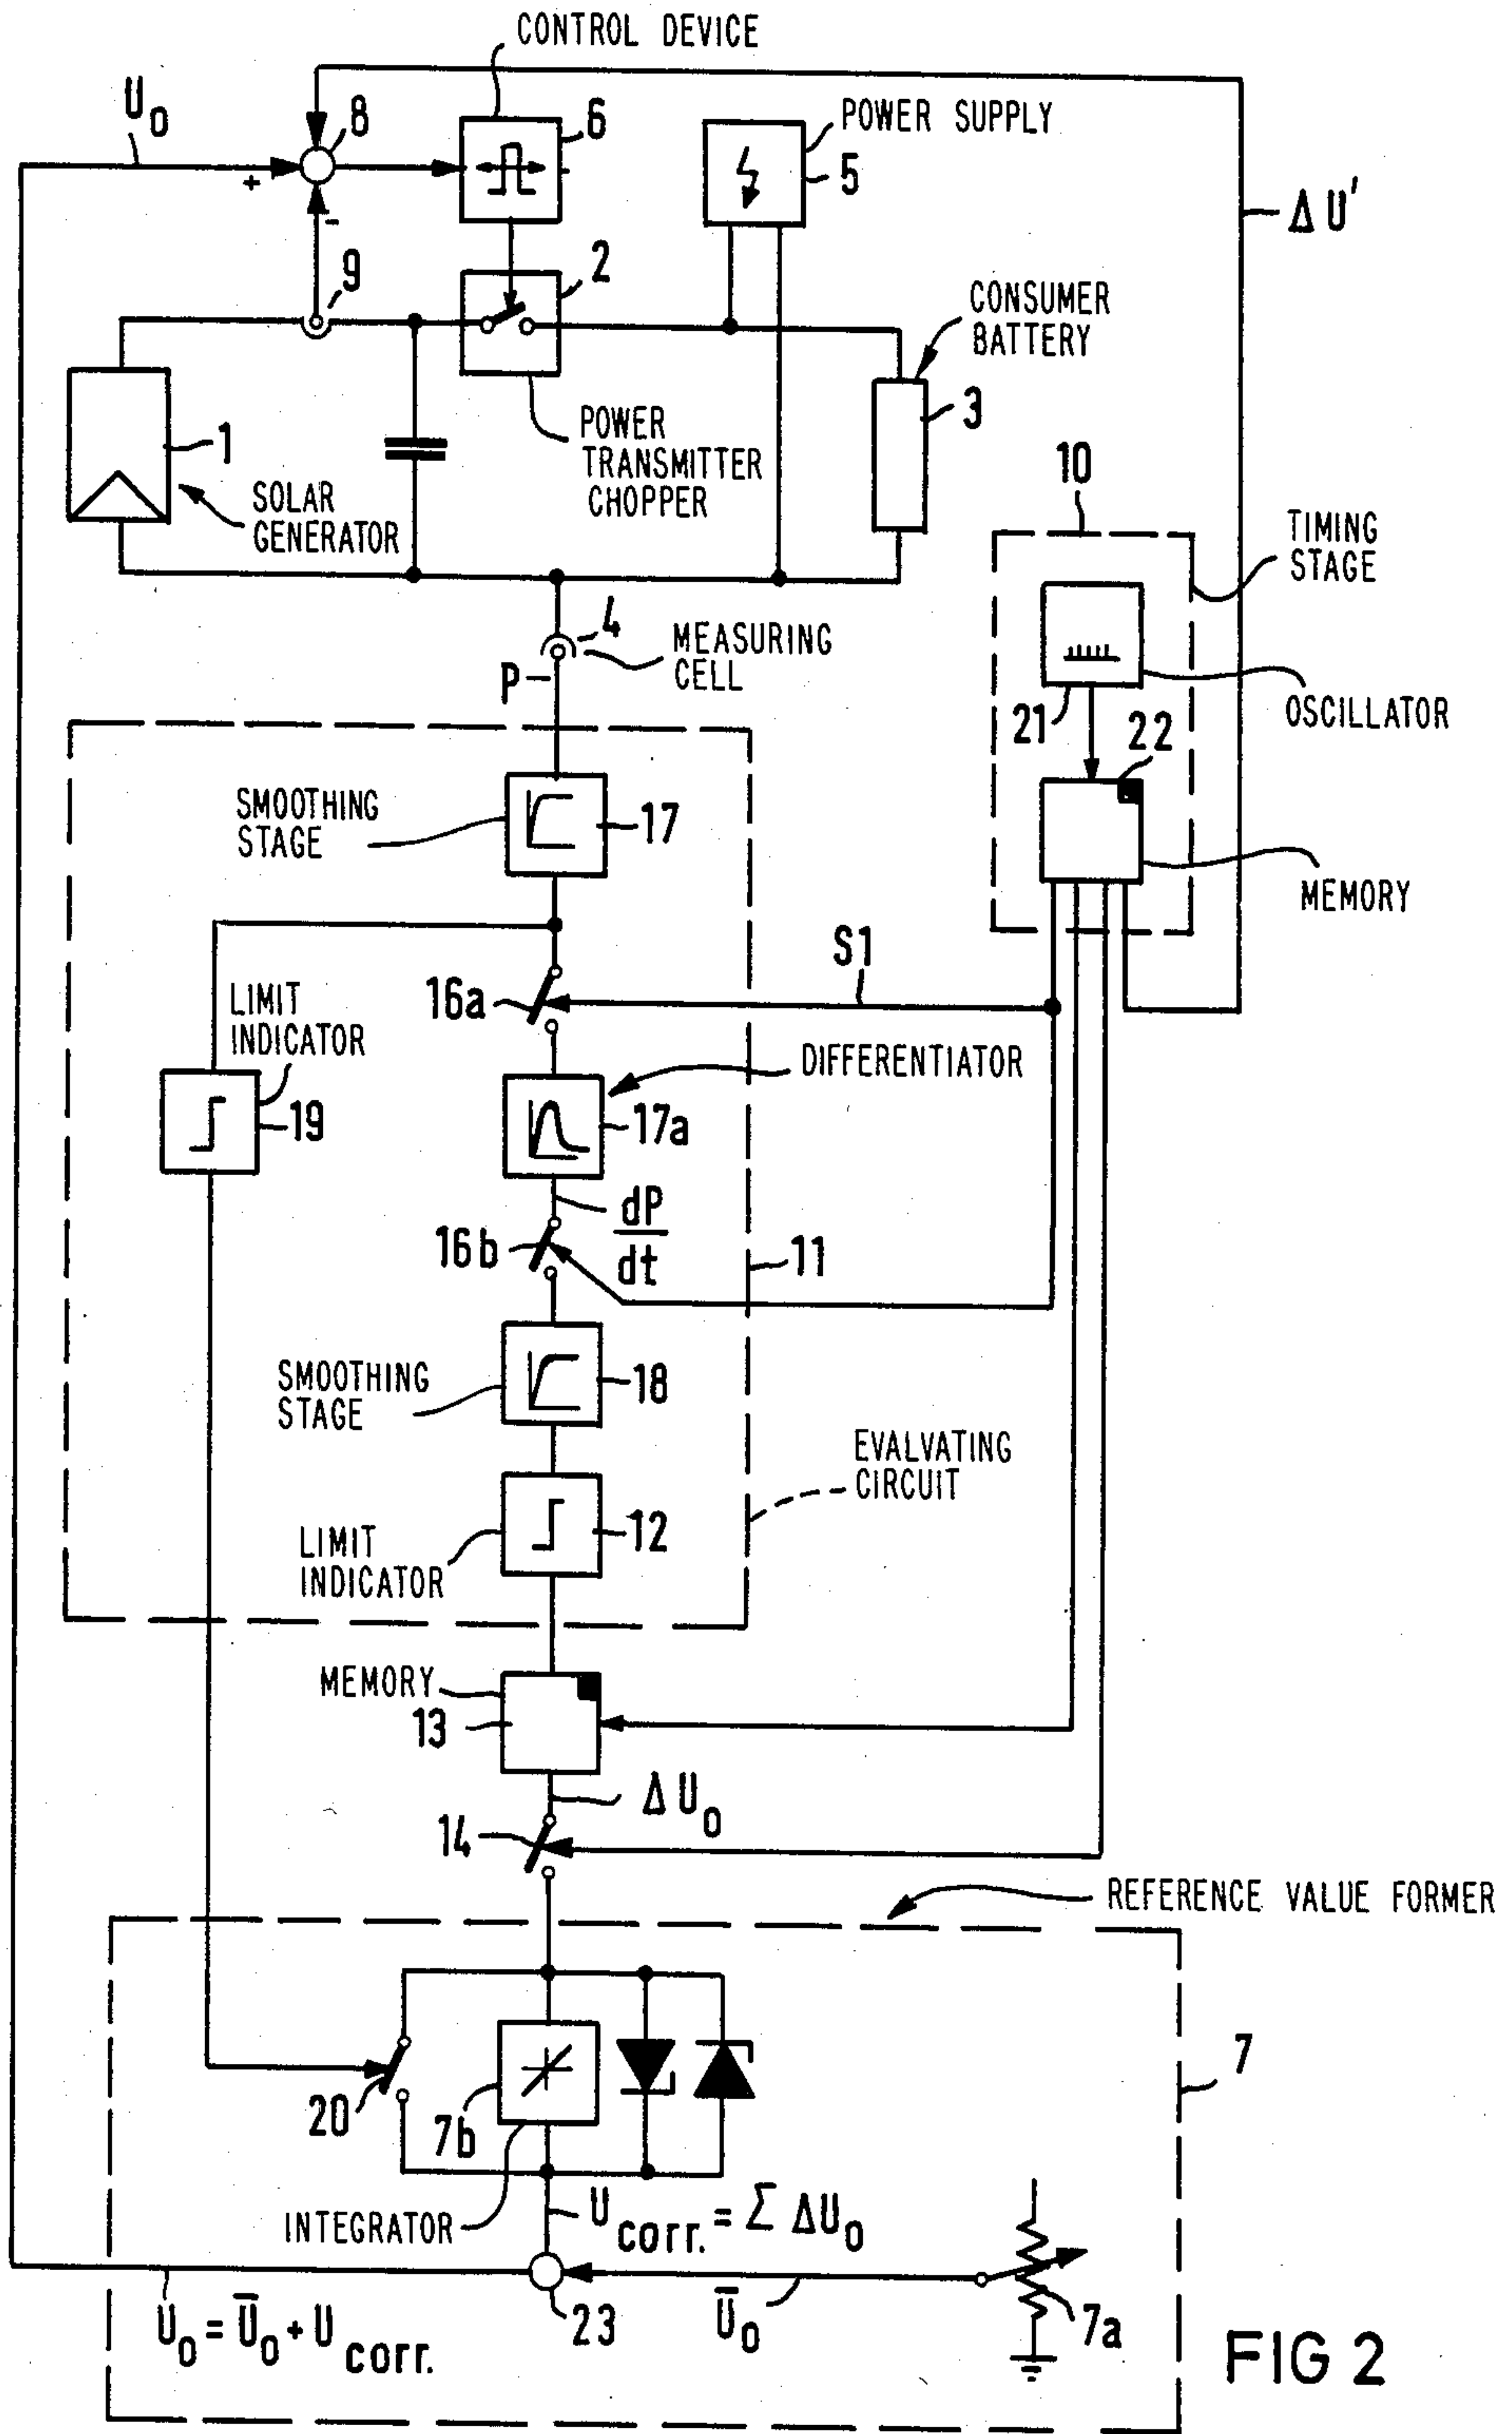 CONTROL DEVICE
U0
8
6
POWER SUPPLY
5
+
-
ΔU'
9
2
CONSUMER
BATTERY
3
1
POWER
TRANSMITTER
CHOPPER
SOLAR
GENERATOR
10
TIMING
STAGE
4
MEASURING
CELL
P
21
OSCILLATOR
22
SMOOTHING
STAGE
17
MEMORY
S1
16a
LIMIT
INDICATOR
19
DIFFERENTIATOR
17a
dP
dt
16b
11
SMOOTHING
STAGE
18
EVALVATING
CIRCUIT
LIMIT
INDICATOR
12
MEMORY
13
ΔU0
14
REFERENCE VALUE FORMER
7
20
7b
INTEGRATOR
Ucorr. = Σ ΔU0
23
Ū0
7a
U0 = Ū0 + Ucorr.
FIG 2